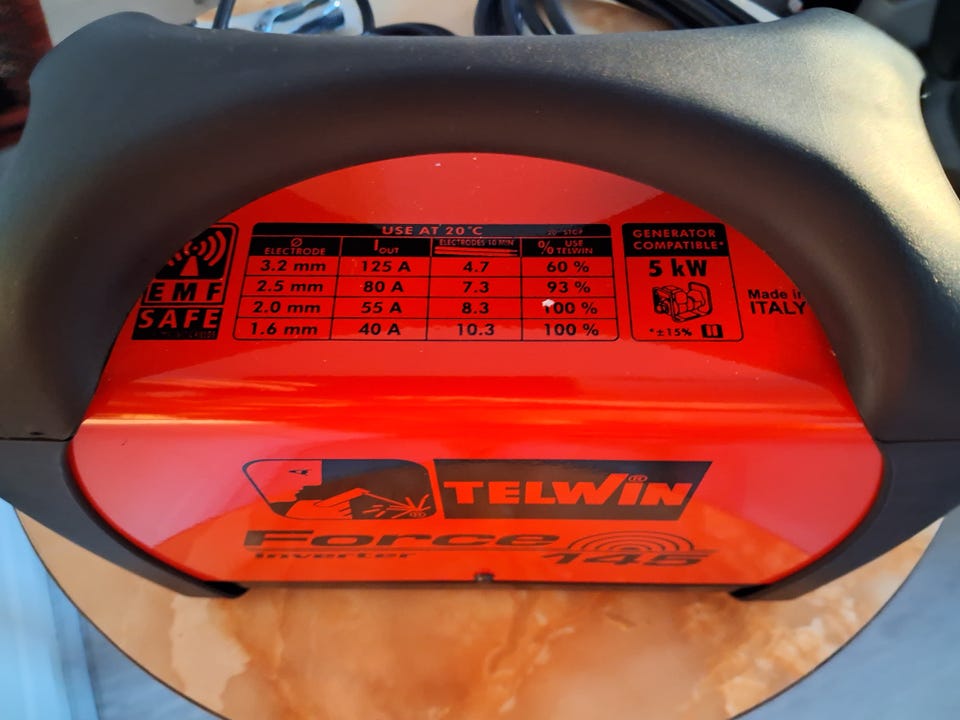 USE AT 20°C
Ø ELECTRODE I OUT ELECTRODES 10 MIN % USE TELWIN
3.2 mm 125 A 4.7 60 %
2.5 mm 80 A 7.3 93 %
2.0 mm 55 A 8.3 100 %
1.6 mm 40 A 10.3 100 %
EMF
SAFE
GENERATOR
COMPATIBLE*
5 kW
*±15%
Made in
ITALY
TELWIN ®
Force
inverter 145